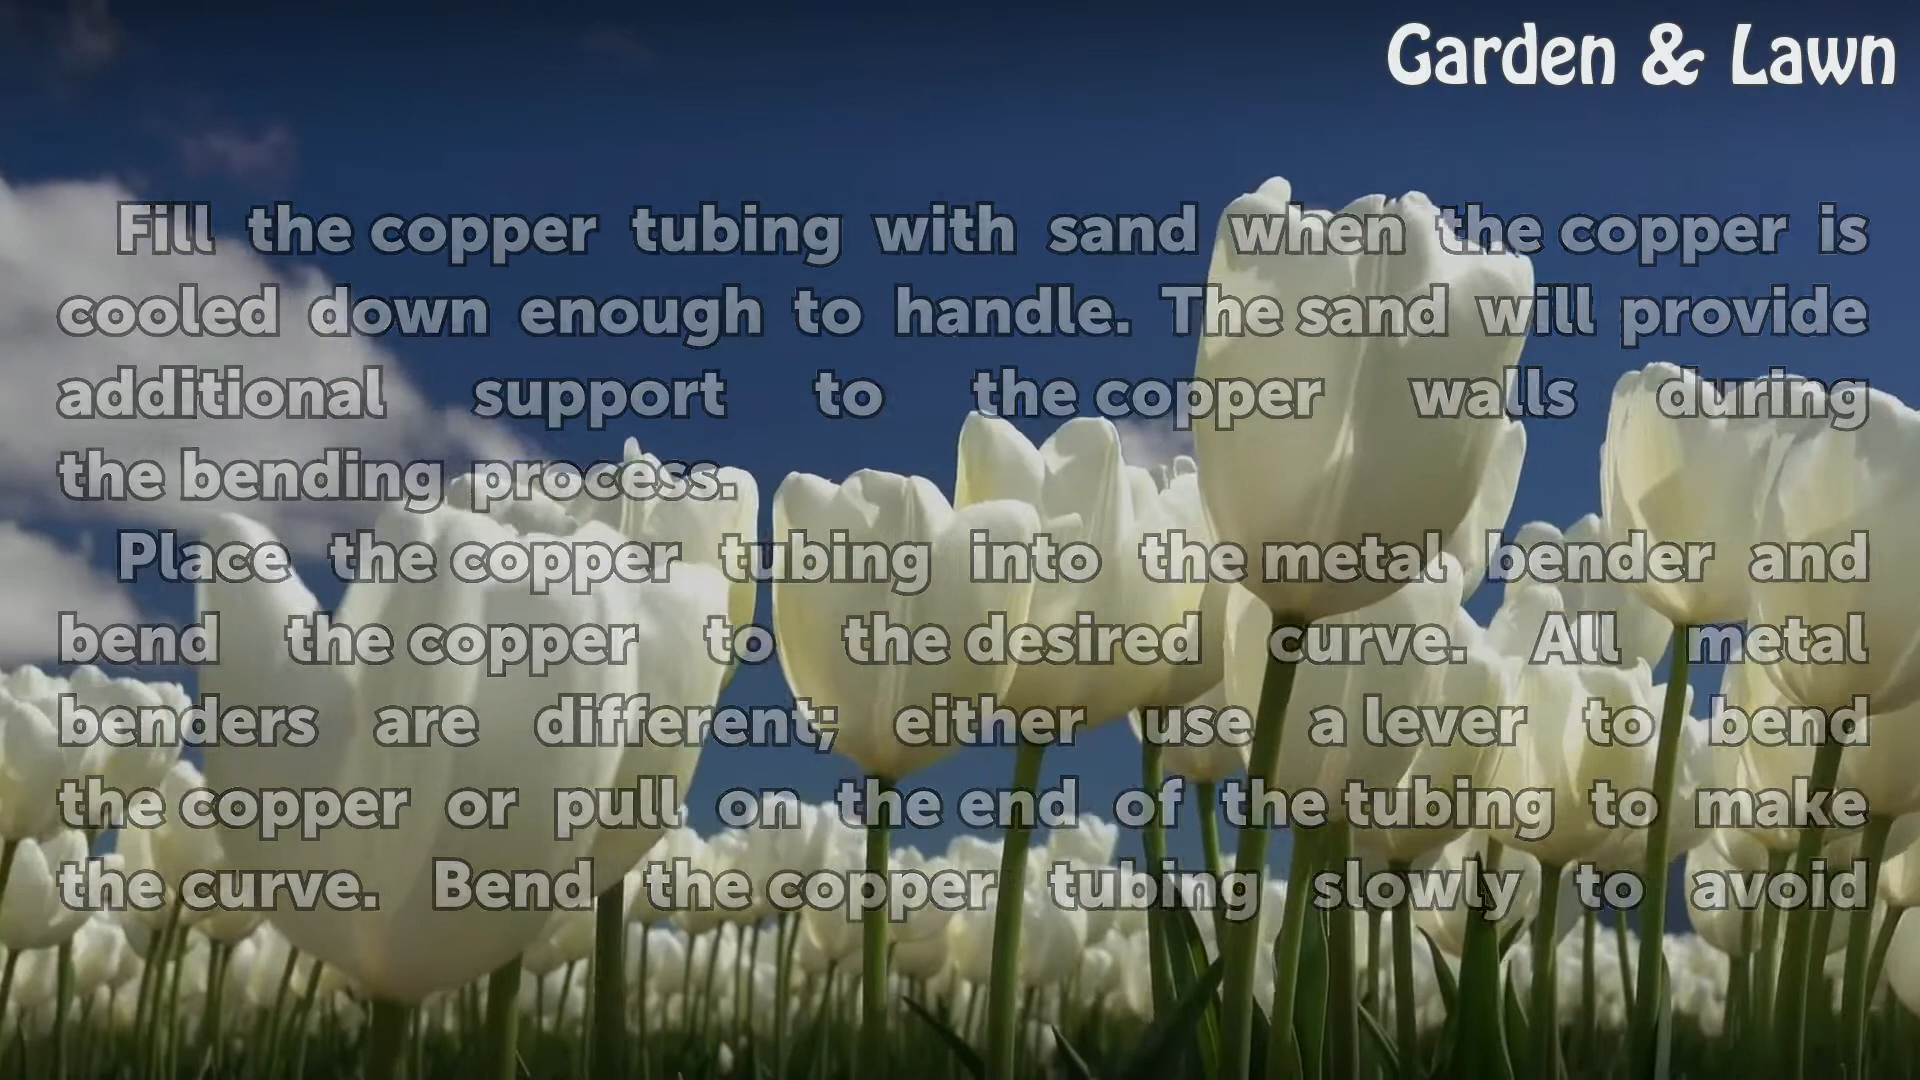 Garden & Lawn
Fill the copper tubing with sand when the copper is
cooled down enough to handle. The sand will provide
additional support to the copper walls during
the bending process.
Place the copper tubing into the metal bender and
bend the copper to the desired curve. All metal
benders are different; either use a lever to bend
the copper or pull on the end of the tubing to make
the curve. Bend the copper tubing slowly to avoid